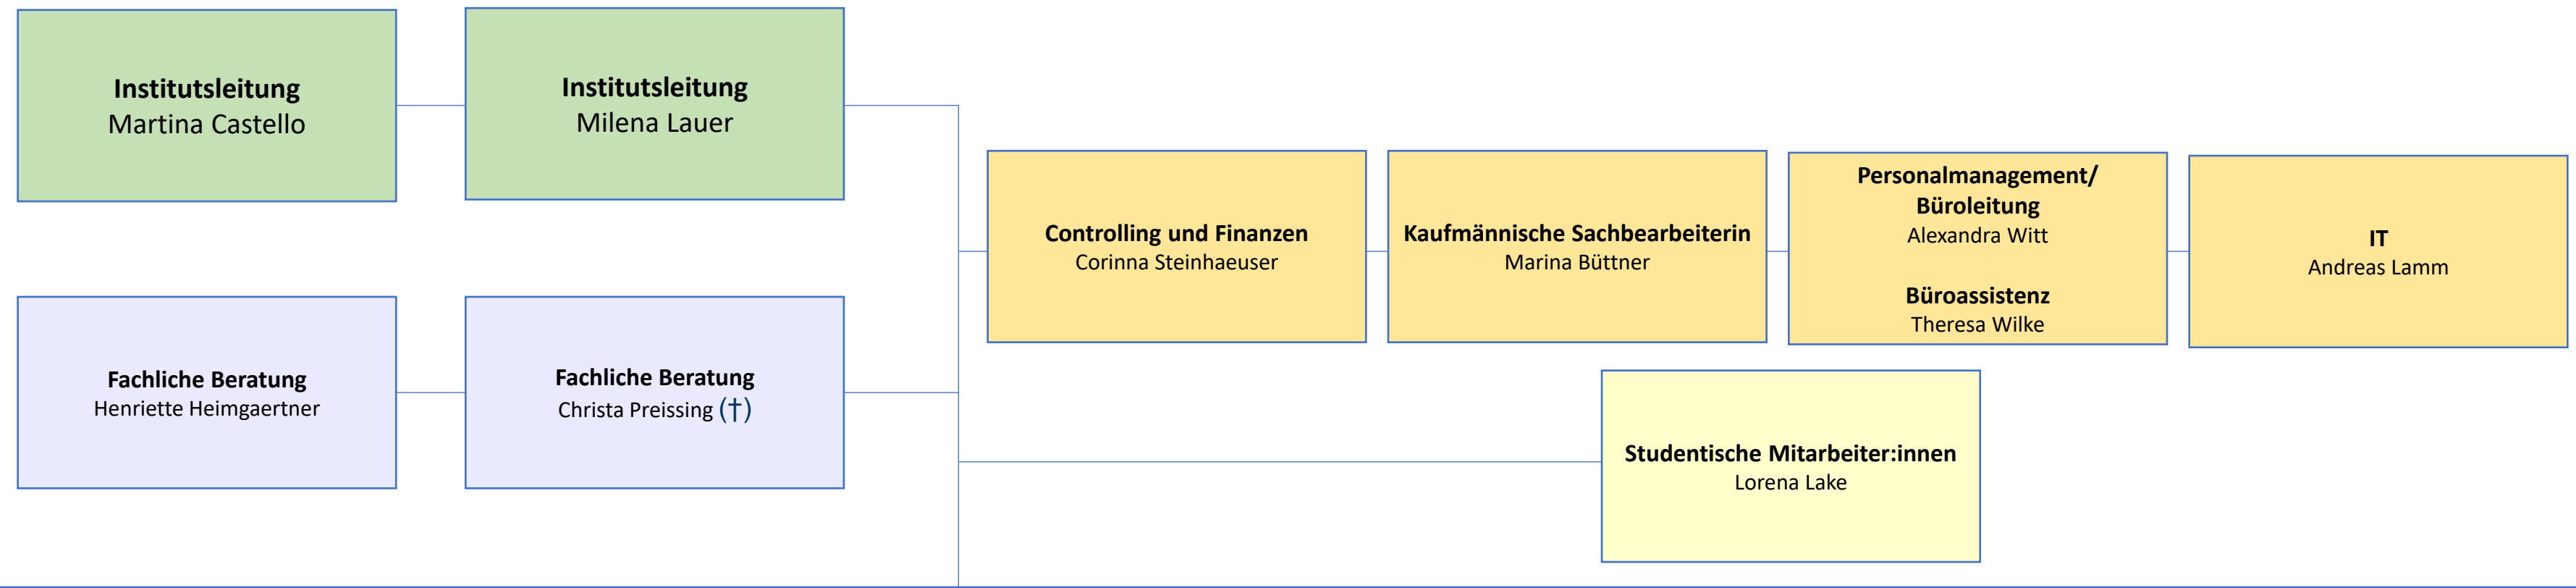 Institutsleitung
Martina Castello
Institutsleitung
Milena Lauer
Controlling und Finanzen
Corinna Steinhaeuser
Kaufmännische Sachbearbeiterin
Marina Büttner
Personalmanagement/
Büroleitung
Alexandra Witt
Büroassistenz
Theresa Wilke
IT
Andreas Lamm
Fachliche Beratung
Henriette Heimgaertner
Fachliche Beratung
Christa Preissing (†)
Studentische Mitarbeiter:innen
Lorena Lake